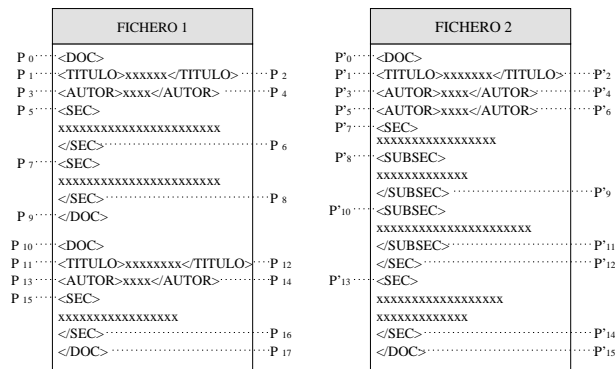 FICHERO 1
P 0 <DOC>
P 1 <TITULO>xxxxxx</TITULO> P 2
P 3 <AUTOR>xxxx</AUTOR> P 4
P 5 <SEC>
xxxxxxxxxxxxxxxxxxxxxxx
</SEC> P 6
P 7 <SEC>
xxxxxxxxxxxxxxxxxxxxxxx
</SEC> P 8
P 9 </DOC>
P 10 <DOC>
P 11 <TITULO>xxxxxxxx</TITULO> P 12
P 13 <AUTOR>xxxx</AUTOR> P 14
P 15 <SEC>
xxxxxxxxxxxxxxxxx
</SEC> P 16
</DOC> P 17
FICHERO 2
P'0 <DOC>
P'1 <TITULO>xxxxxxx</TITULO> P'2
P'3 <AUTOR>xxxx</AUTOR> P'4
P'5 <AUTOR>xxxx</AUTOR> P'6
P'7 <SEC>
xxxxxxxxxxxxxxxxx
P'8 <SUBSEC>
xxxxxxxxxxxxx
</SUBSEC> P'9
P'10 <SUBSEC>
xxxxxxxxxxxxxxxxxxxxxx
</SUBSEC> P'11
</SEC> P'12
P'13 <SEC>
xxxxxxxxxxxxxxxxxx
xxxxxxxxxxxxx
</SEC> P'14
</DOC> P'15